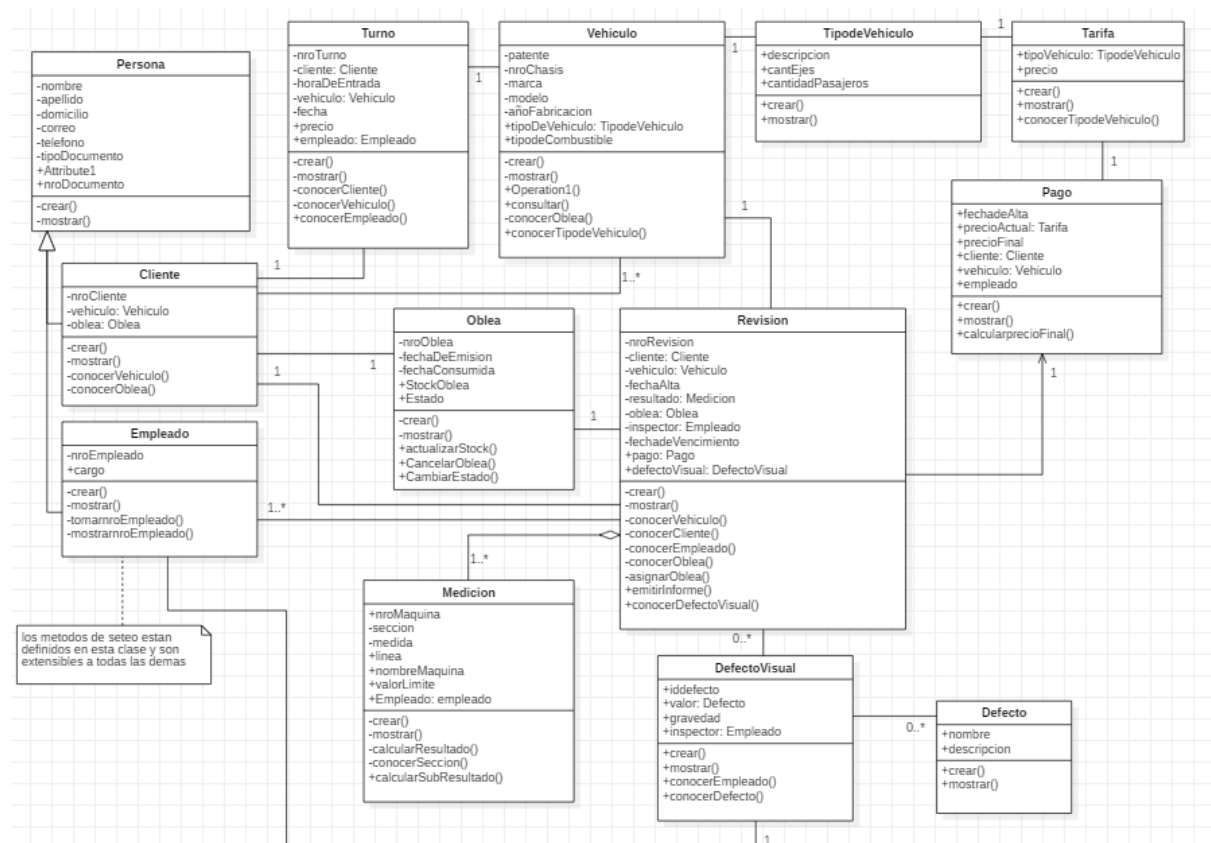 Persona
-nombre
-apellido
-domicilio
-correo
-telefono
-tipoDocumento
+Attribute1
+nroDocumento
-crear()
-mostrar()
Turno
-nroTurno
-cliente: Cliente
-horaDeEntrada
-vehiculo: Vehiculo
-fecha
+precio
+empleado: Empleado
-crear()
-mostrar()
-conocerCliente()
-conocerVehiculo()
+conocerEmpleado()
1
Vehiculo
-patente
-nroChasis
-marca
-modelo
-añoFabricacion
+tipoDeVehiculo: TipodeVehiculo
+tipodeCombustible
-crear()
-mostrar()
+Operation1()
+consultar()
-conocerOblea()
+conocerTipodeVehiculo()
1
TipodeVehiculo
+descripcion
+cantEjes
+cantidadPasajeros
+crear()
+mostrar()
1
Tarifa
+tipoVehiculo: TipodeVehiculo
+precio
+crear()
+mostrar()
+conocerTipodeVehiculo()
1
Pago
+fechadeAlta
+precioActual: Tarifa
+precioFinal
+cliente: Cliente
+vehiculo: Vehiculo
+empleado
+crear()
+mostrar()
+calcularprecioFinal()
1
Cliente
-nroCliente
-vehiculo: Vehiculo
-oblea: Oblea
-crear()
-mostrar()
-conocerVehiculo()
-conocerOblea()
1
1..*
1
1
1
Oblea
-nroOblea
-fechaDeEmision
-fechaConsumida
+StockOblea
+Estado
-crear()
-mostrar()
+actualizarStock()
+CancelarOblea()
+CambiarEstado()
1
Revision
-nroRevision
-cliente: Cliente
-vehiculo: Vehiculo
-fechaAlta
-resultado: Medicion
-oblea: Oblea
-inspector: Empleado
-fechadeVencimiento
+pago: Pago
+defectoVisual: DefectoVisual
-crear()
-mostrar()
-conocerVehiculo()
-conocerCliente()
-conocerEmpleado()
-conocerOblea()
-asignarOblea()
+emitirInforme()
+conocerDefectoVisual()
Empleado
-nroEmpleado
+cargo
-crear()
-mostrar()
-tomarnroEmpleado()
-mostrarnroEmpleado()
1..*
1..*
los metodos de seteo estan
definidos en esta clase y son
extensibles a todas las demas
Medicion
+nroMaquina
-seccion
-medida
+linea
+nombreMaquina
+valorLimite
+Empleado: empleado
-crear()
-mostrar()
-calcularResultado()
-conocerSeccion()
+calcularSubResultado()
0..*
DefectoVisual
+iddefecto
+valor: Defecto
+gravedad
+inspector: Empleado
+crear()
+mostrar()
+conocerEmpleado()
+conocerDefecto()
0..*
1
Defecto
+nombre
+descripcion
+crear()
+mostrar()